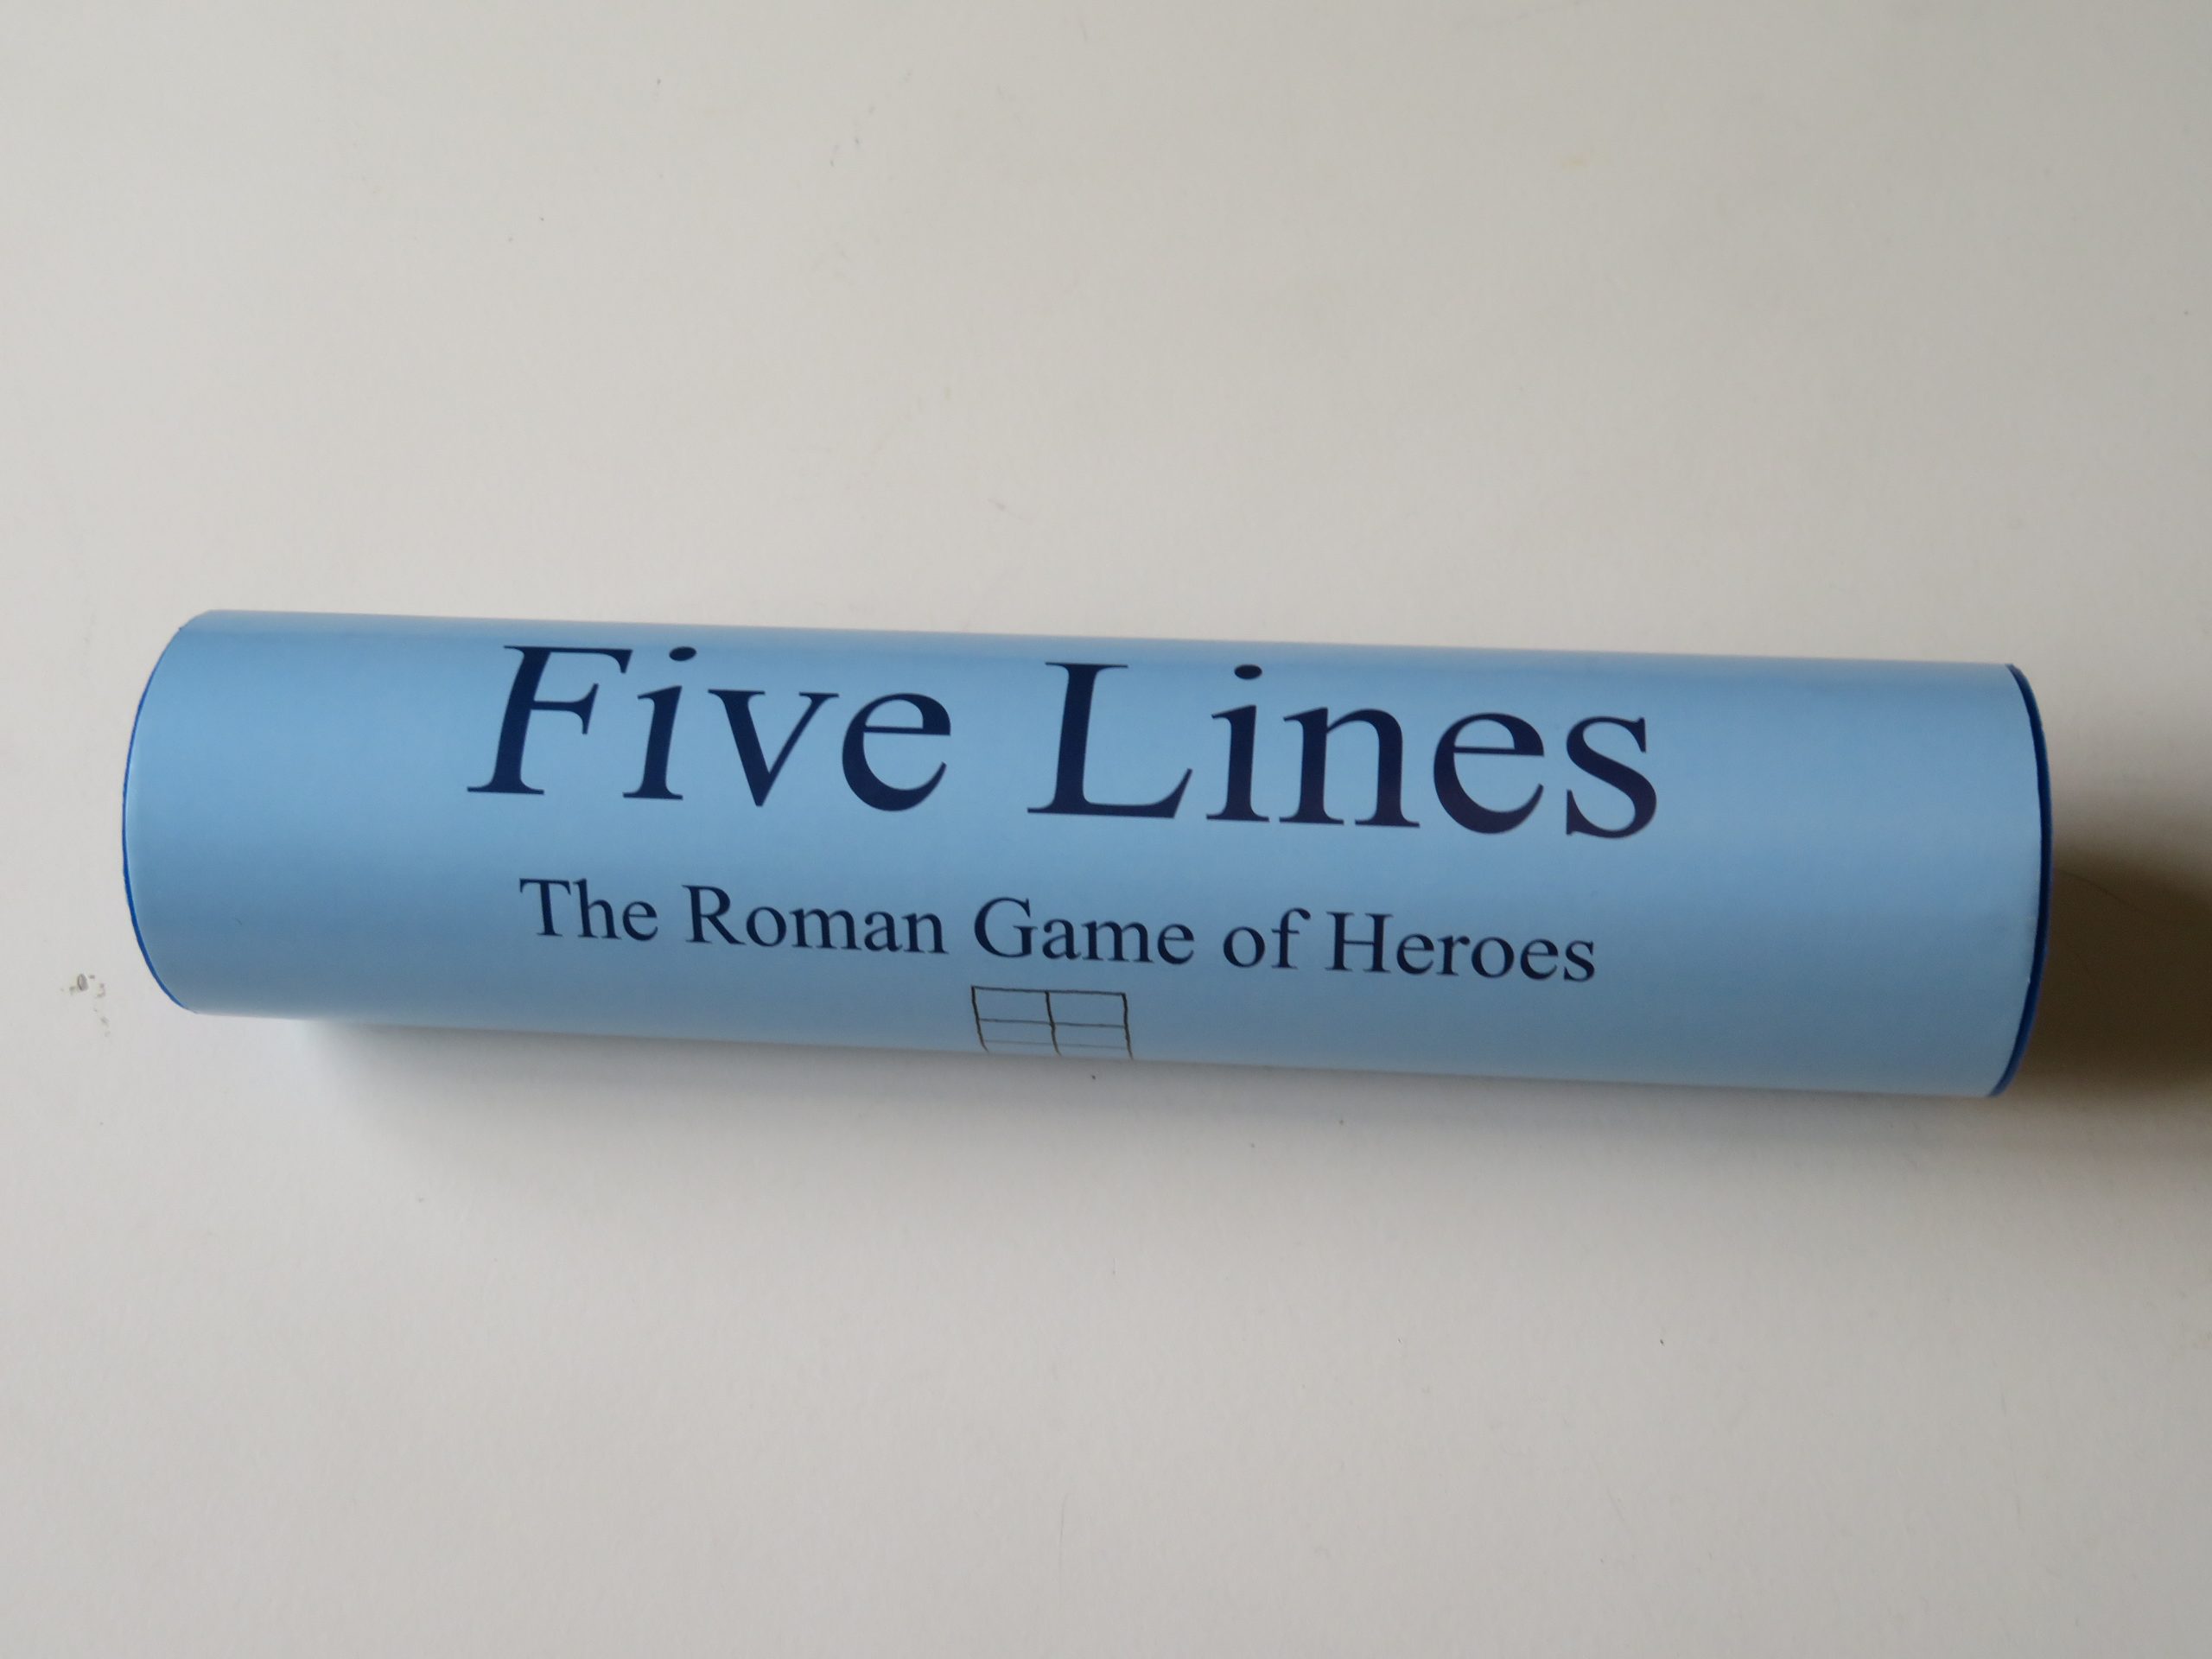 Five Lines
The Roman Game of Heroes